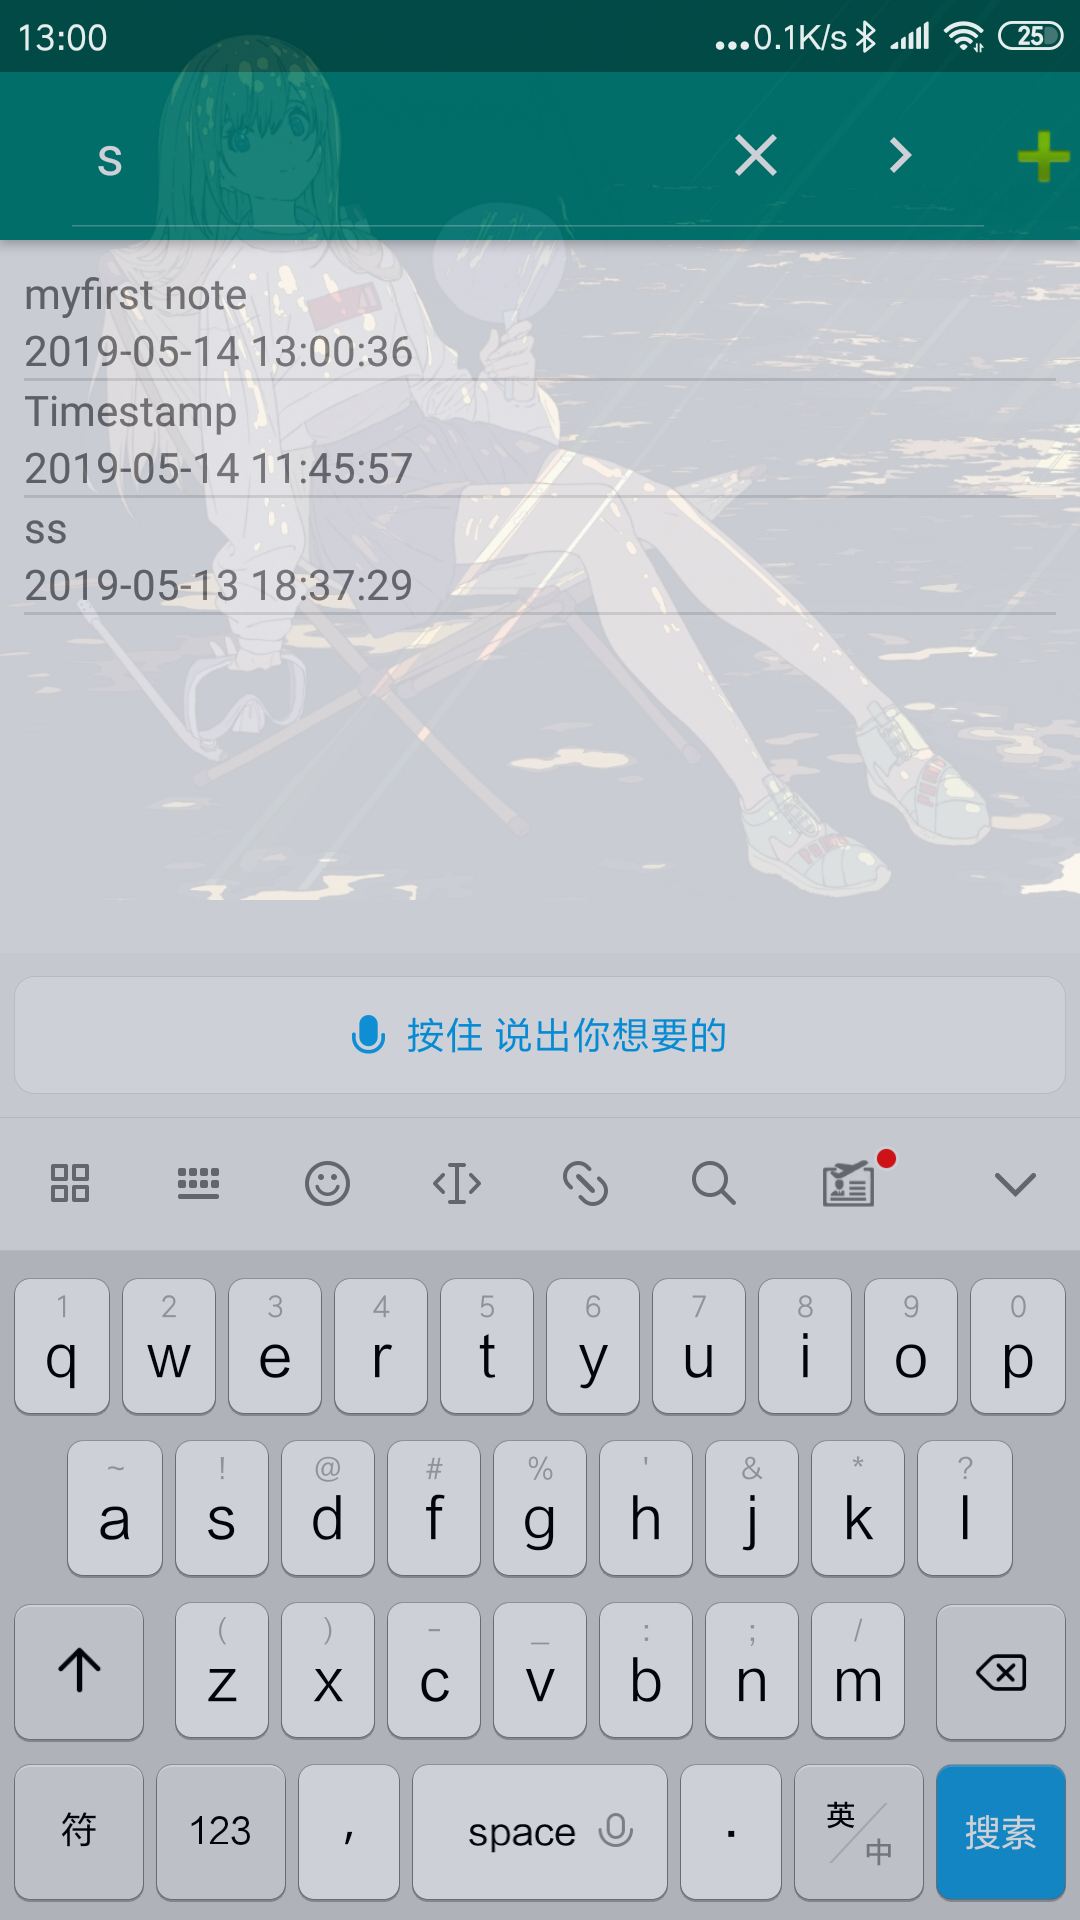 13:00 ...0.1K/s 25
s
myfirst note
2019-05-14 13:00:36
Timestamp
2019-05-14 11:45:57
ss
2019-05-13 18:37:29
按住 说出你想要的
1 2 3 4 5 6 7 8 9 0
q w e r t y u i o p
~ ! @ # % ' & * ?
a s d f g h j k l
( ) - _ : ; /
z x c v b n m
符 123 , space . 英/中 搜索